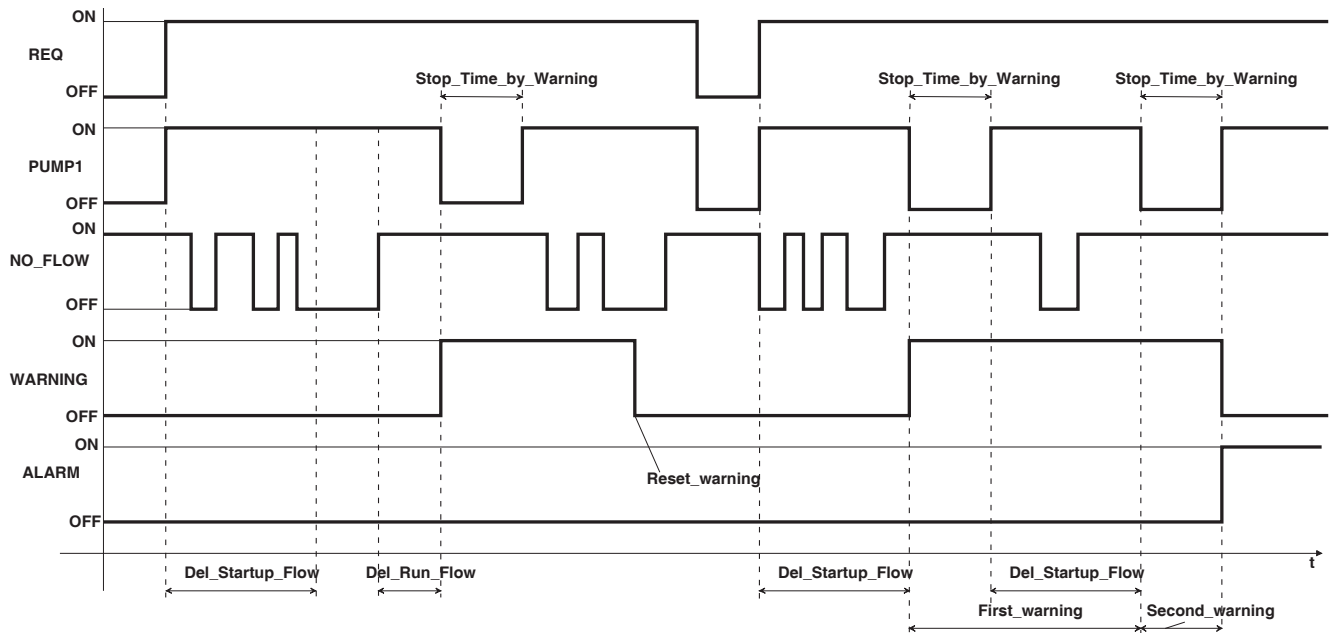 ON
REQ
OFF
Stop_Time_by_Warning
Stop_Time_by_Warning
Stop_Time_by_Warning
ON
PUMP1
OFF
ON
NO_FLOW
OFF
ON
WARNING
OFF
ON
ALARM
Reset_warning
OFF
t
Del_Startup_Flow
Del_Run_Flow
Del_Startup_Flow
Del_Startup_Flow
First_warning
Second_warning